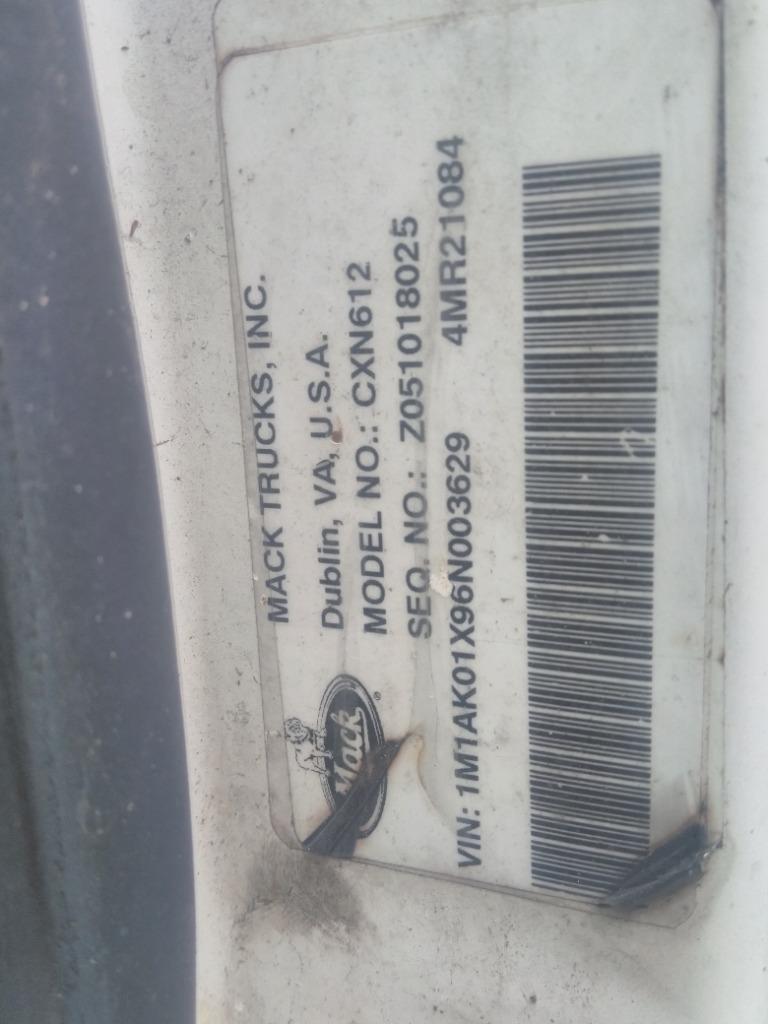 Mack
®
MACK TRUCKS, INC.
Dublin, VA, U.S.A.
MODEL NO.: CXN612
SEQ. NO.: Z051018025
VIN: 1M1AK01X96N003629 4MR21084